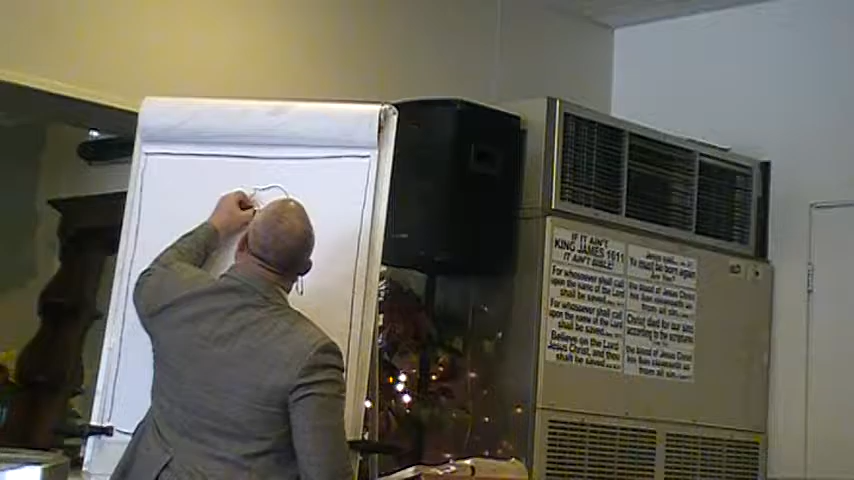 IF IT AIN'T
KING JAMES 1611
IT AIN'T BIBLE!
For whosoever shall call
upon the name of the Lord
shall be saved.
For whosoever shall call
upon the name of the Lord
shall be saved.
Believe on the Lord
Jesus Christ, and thou
shalt be saved
Jesus said,
Ye must be born again
the blood of Jesus
Christ his Son cleanseth us
from all sin.
Christ died for our sins
according to the scriptures
the blood of Jesus
Christ his Son cleanseth us
from all sin.